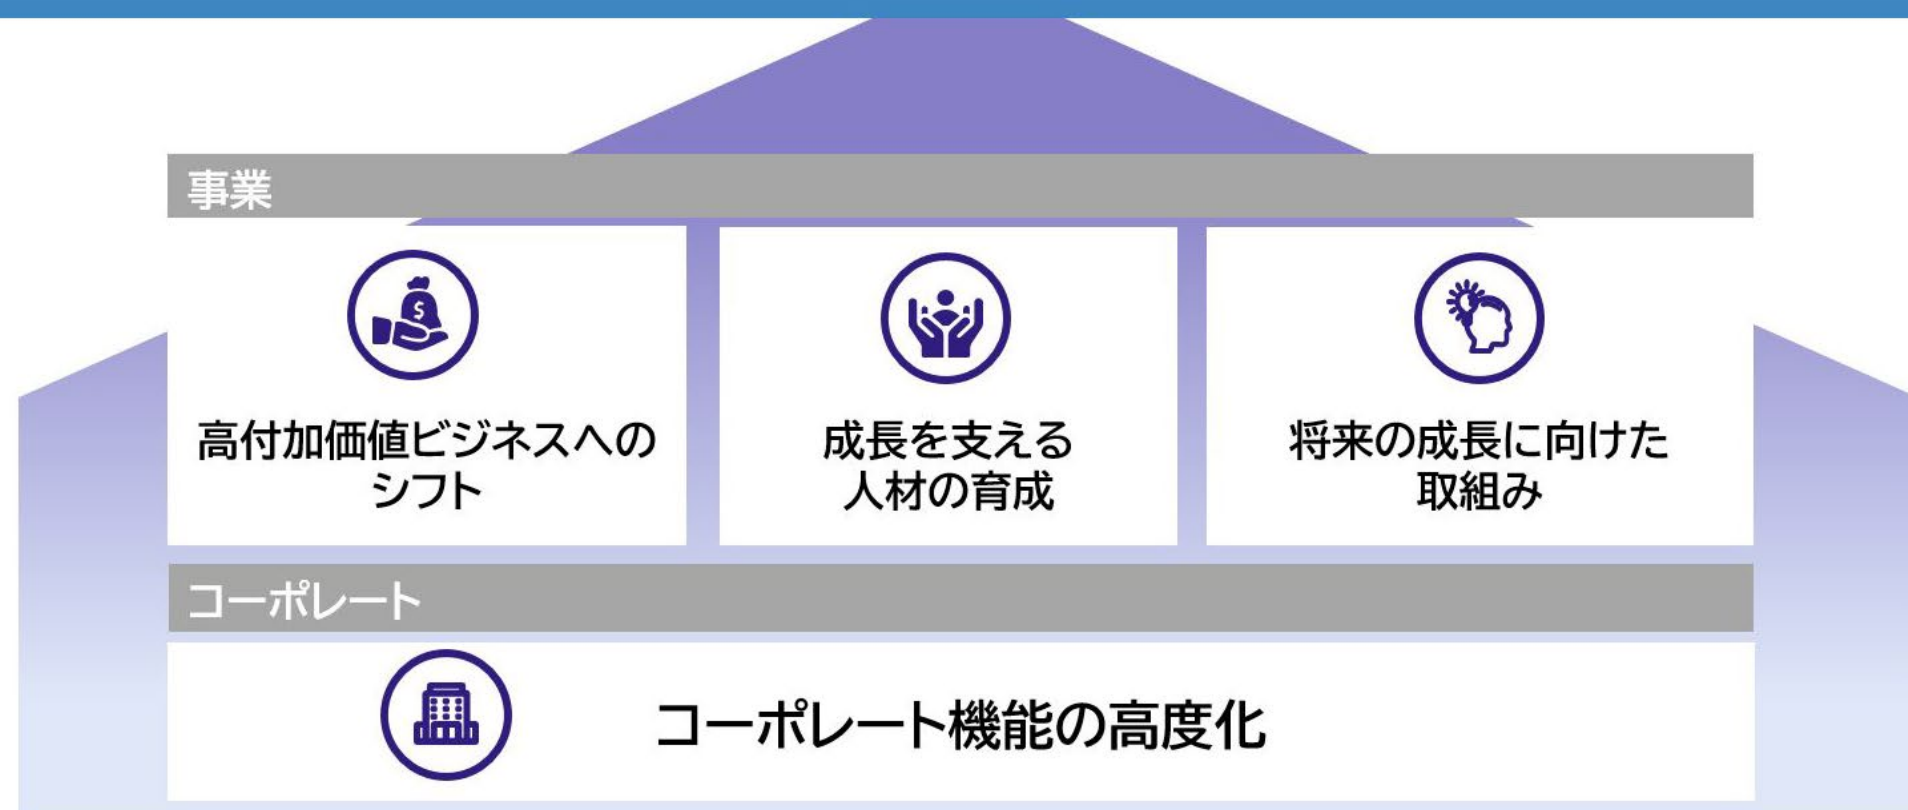 事業
高付加価値ビジネスへの
シフト
成長を支える
人材の育成
将来の成長に向けた
取組み
コーポレート
コーポレート機能の高度化